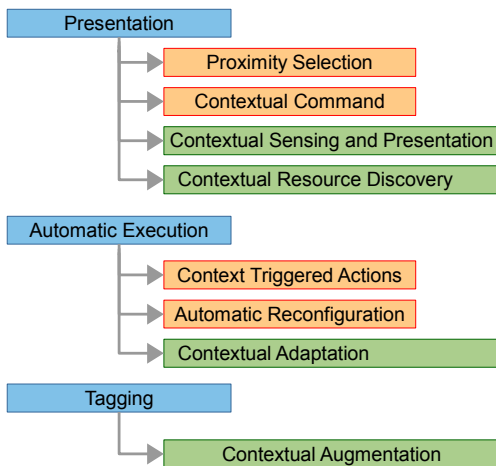 Presentation
Proximity Selection
Contextual Command
Contextual Sensing and Presentation
Contextual Resource Discovery
Automatic Execution
Context Triggered Actions
Automatic Reconfiguration
Contextual Adaptation
Tagging
Contextual Augmentation